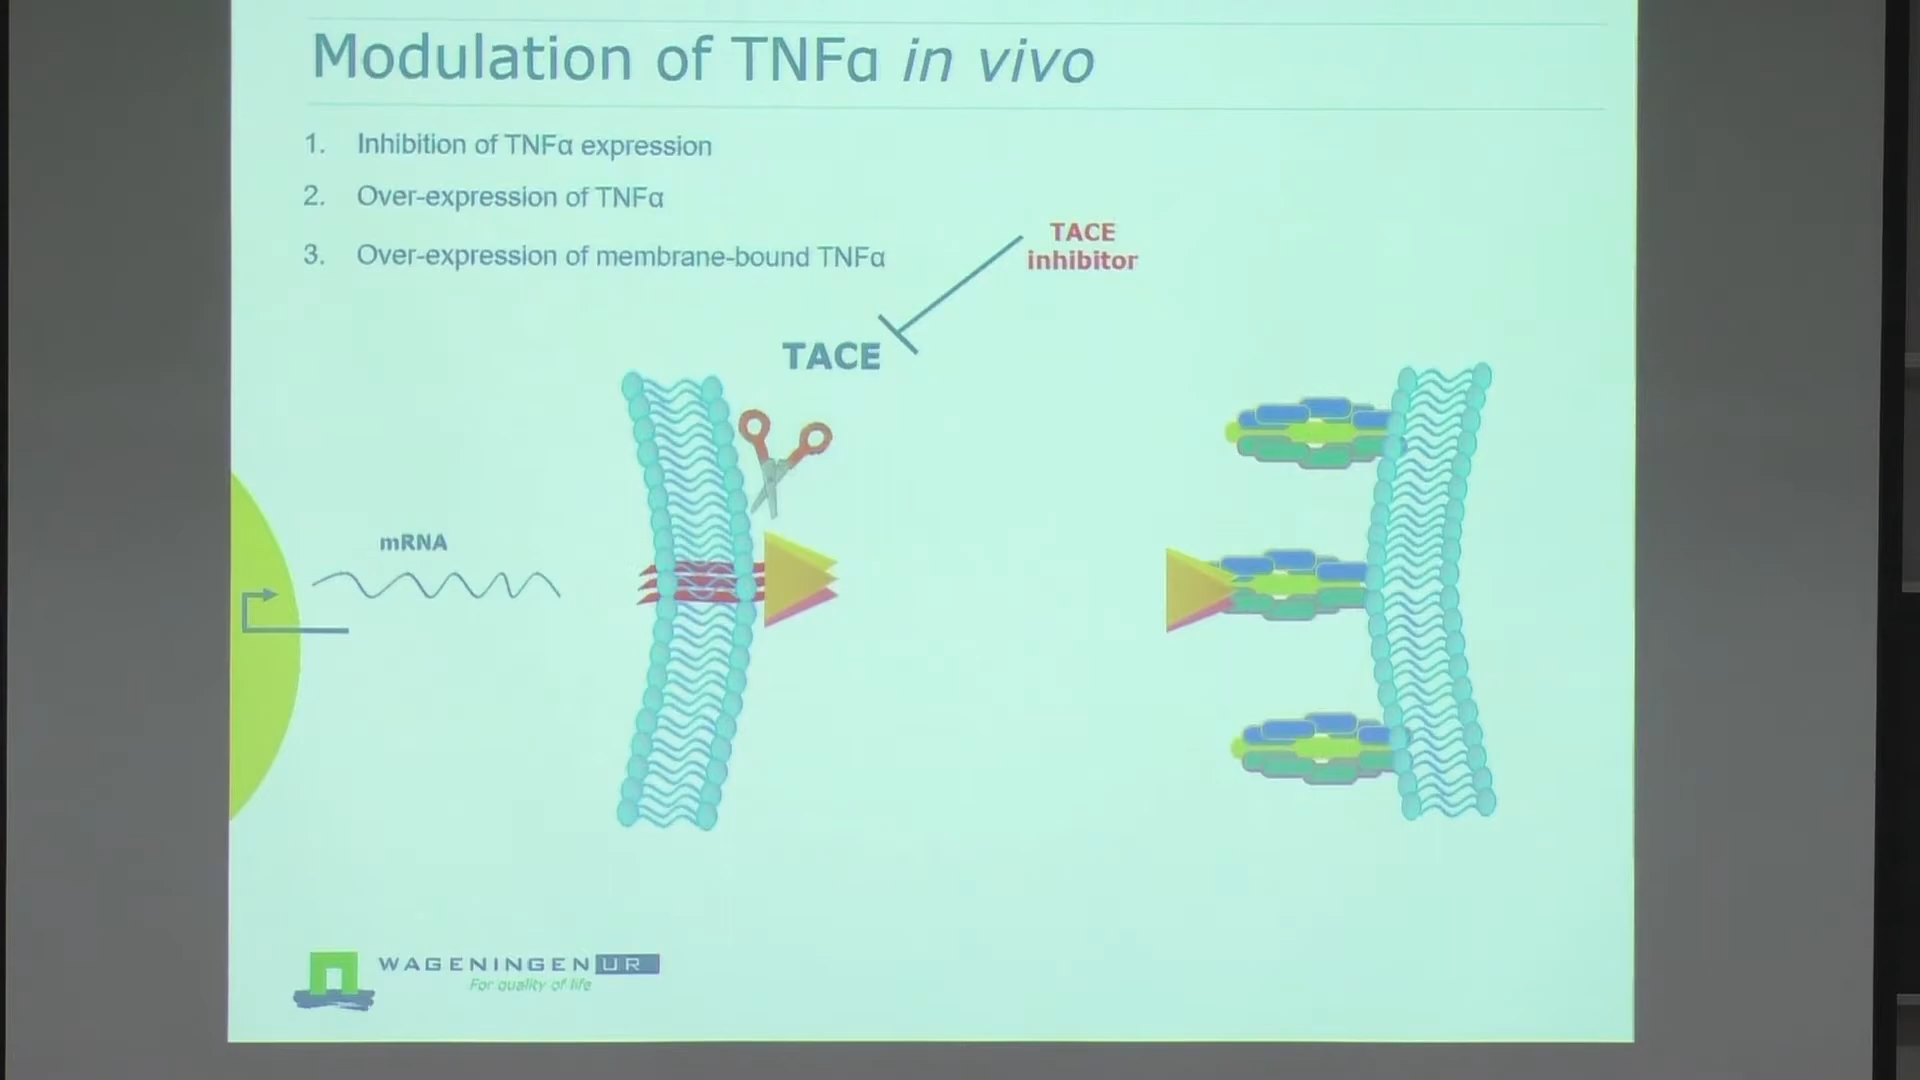 Modulation of TNFα in vivo
1. Inhibition of TNFα expression
2. Over-expression of TNFα
3. Over-expression of membrane-bound TNFα
TACE
inhibitor
TACE
mRNA
WAGENINGEN UR
For quality of life